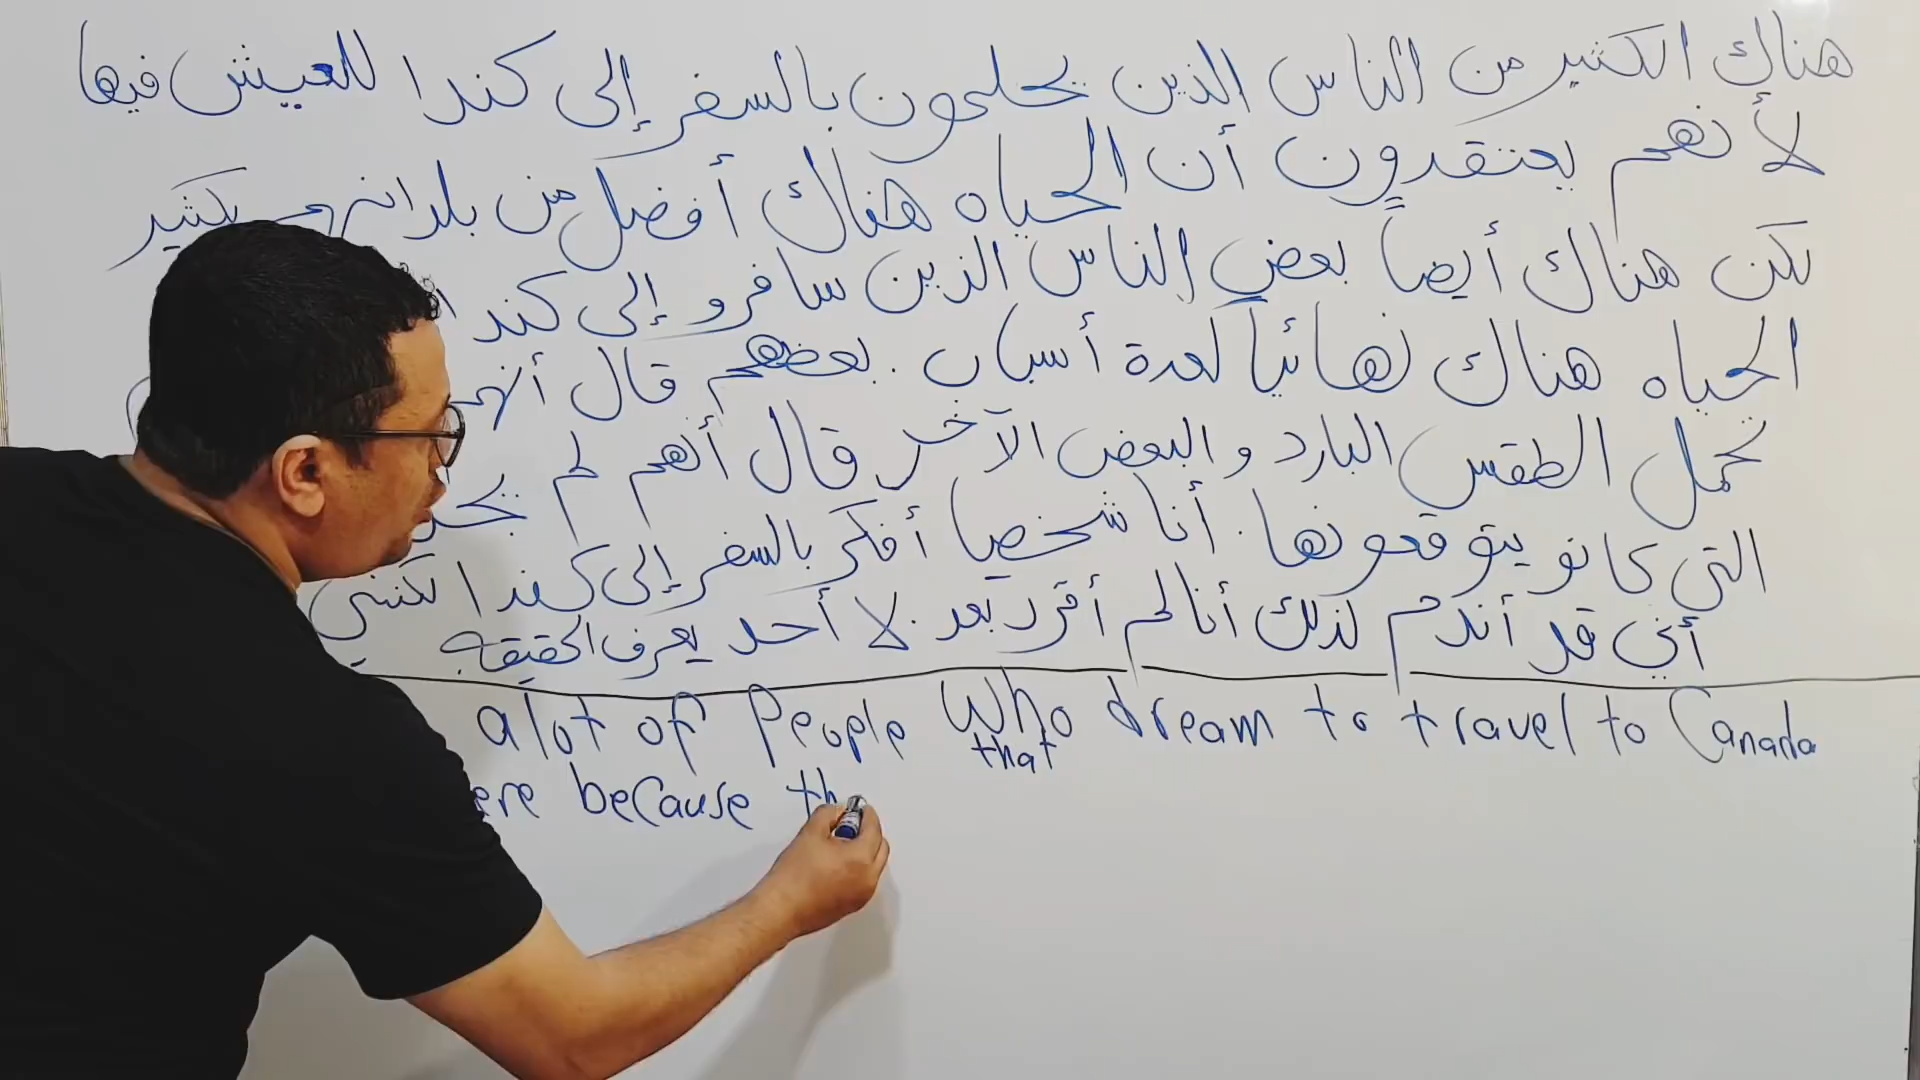 هناك الكثير من الناس الذين يحلمون بالسفر إلى كندا للعيش فيها
لأنهم يعتقدون أن الحياه هناك أفضل من بلدانهم بكثير
لكن هناك أيضاً بعض الناس الذين سافرو إلى كندا
الحياه هناك نهائياً لعدة أسباب. بعضهم قال أنهم
تحمل الطقس البارد والبعض الآخر قال أنهم لم
التي كانو يتوقعونها. أنا شخصياً أفكر بالسفر إلى كندا لكنني
أني قد أندم لذلك أنا لم أقرر بعد. لا أحد يعرف الحقيقه
a lot of People Who dream to travel to Canada
that
ere because th